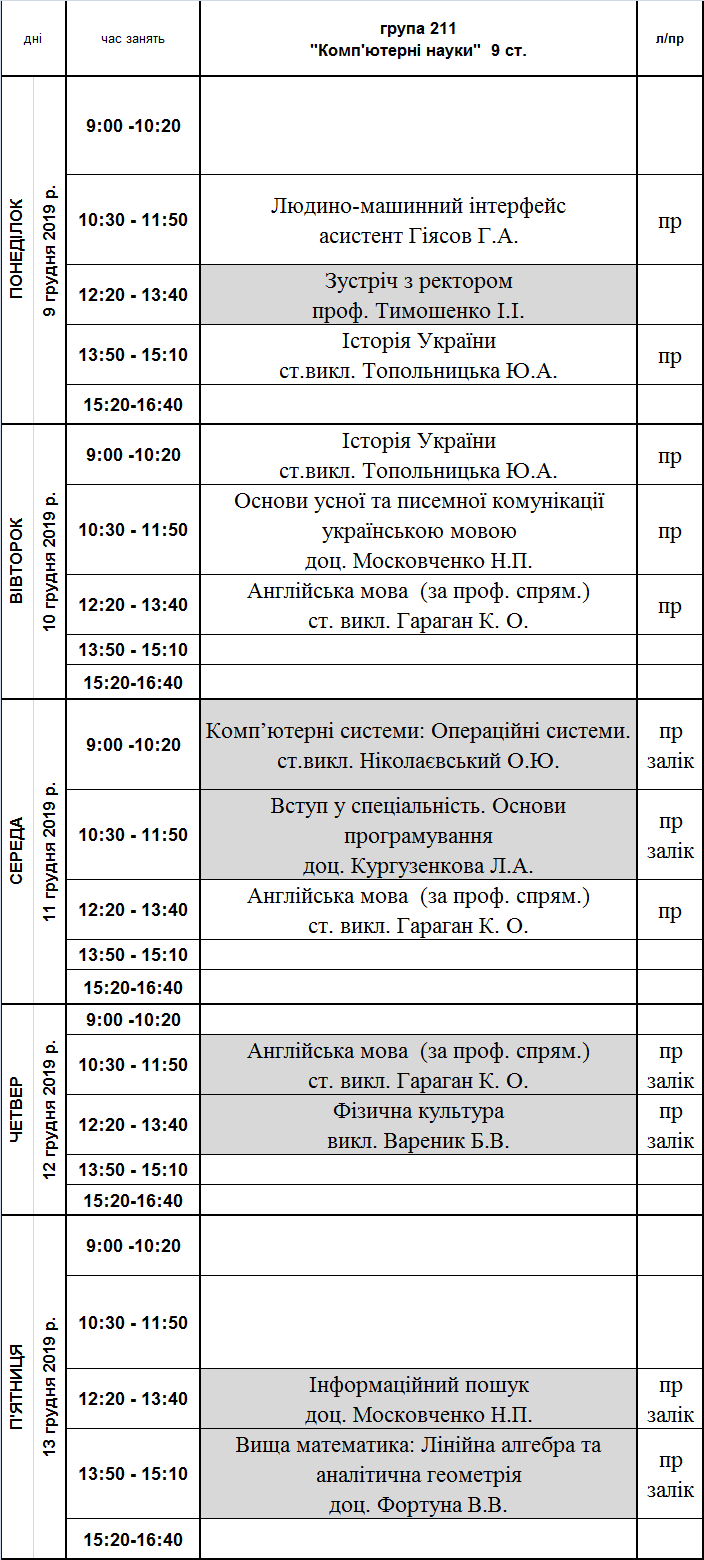 дні
час занять
група 211
"Комп'ютерні науки"  9 ст.
л/пр
ПОНЕДІЛОК
9 грудня 2019 р.
9:00 -10:20
10:30 - 11:50
Людино-машинний інтерфейс
асистент Гіясов Г.А.
пр
12:20 - 13:40
Зустріч з ректором
проф. Тимошенко І.І.
13:50 - 15:10
Історія України
ст.викл. Топольницька Ю.А.
пр
15:20-16:40
ВІВТОРОК
10 грудня 2019 р.
9:00 -10:20
Історія України
ст.викл. Топольницька Ю.А.
пр
10:30 - 11:50
Основи усної та писемної комунікації
українською мовою
доц. Московченко Н.П.
пр
12:20 - 13:40
Англійська мова  (за проф. спрям.)
ст. викл. Гараган К. О.
пр
13:50 - 15:10
15:20-16:40
СЕРЕДА
11 грудня 2019 р.
9:00 -10:20
Комп’ютерні системи: Операційні системи.
ст.викл. Ніколаєвський О.Ю.
пр
залік
10:30 - 11:50
Вступ у спеціальність. Основи
програмування
доц. Кургузенкова Л.А.
пр
залік
12:20 - 13:40
Англійська мова  (за проф. спрям.)
ст. викл. Гараган К. О.
пр
13:50 - 15:10
15:20-16:40
ЧЕТВЕР
12 грудня 2019 р.
9:00 -10:20
10:30 - 11:50
Англійська мова  (за проф. спрям.)
ст. викл. Гараган К. О.
пр
залік
12:20 - 13:40
Фізична культура
викл. Вареник Б.В.
пр
залік
13:50 - 15:10
15:20-16:40
П'ЯТНИЦЯ
13 грудня 2019 р.
9:00 -10:20
10:30 - 11:50
12:20 - 13:40
Інформаційний пошук
доц. Московченко Н.П.
пр
залік
13:50 - 15:10
Вища математика: Лінійна алгебра та
аналітична геометрія
доц. Фортуна В.В.
пр
залік
15:20-16:40